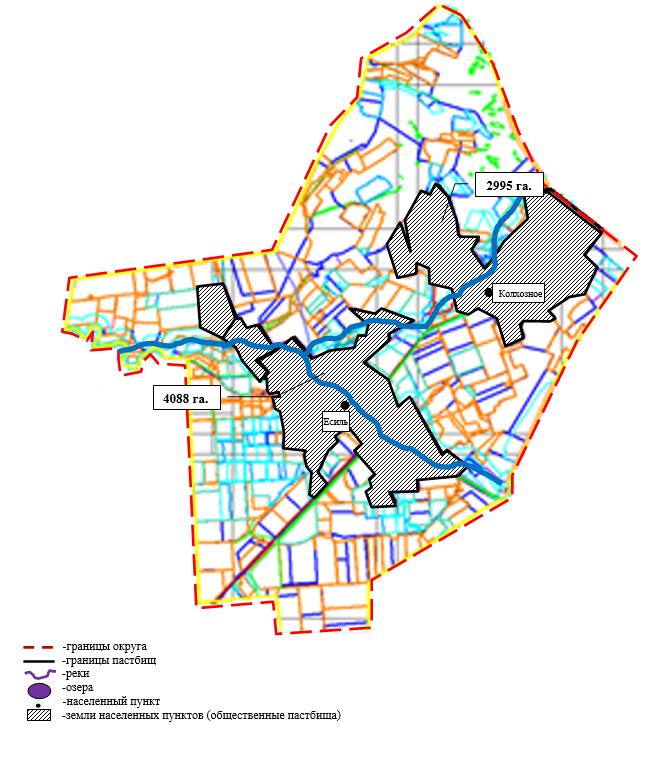 2995 га.
Колхозное
4088 га.
Есиль
-границы округа
-границы пастбищ
-реки
-озера
-населенный пункт
-земли населенных пунктов (общественные пастбища)